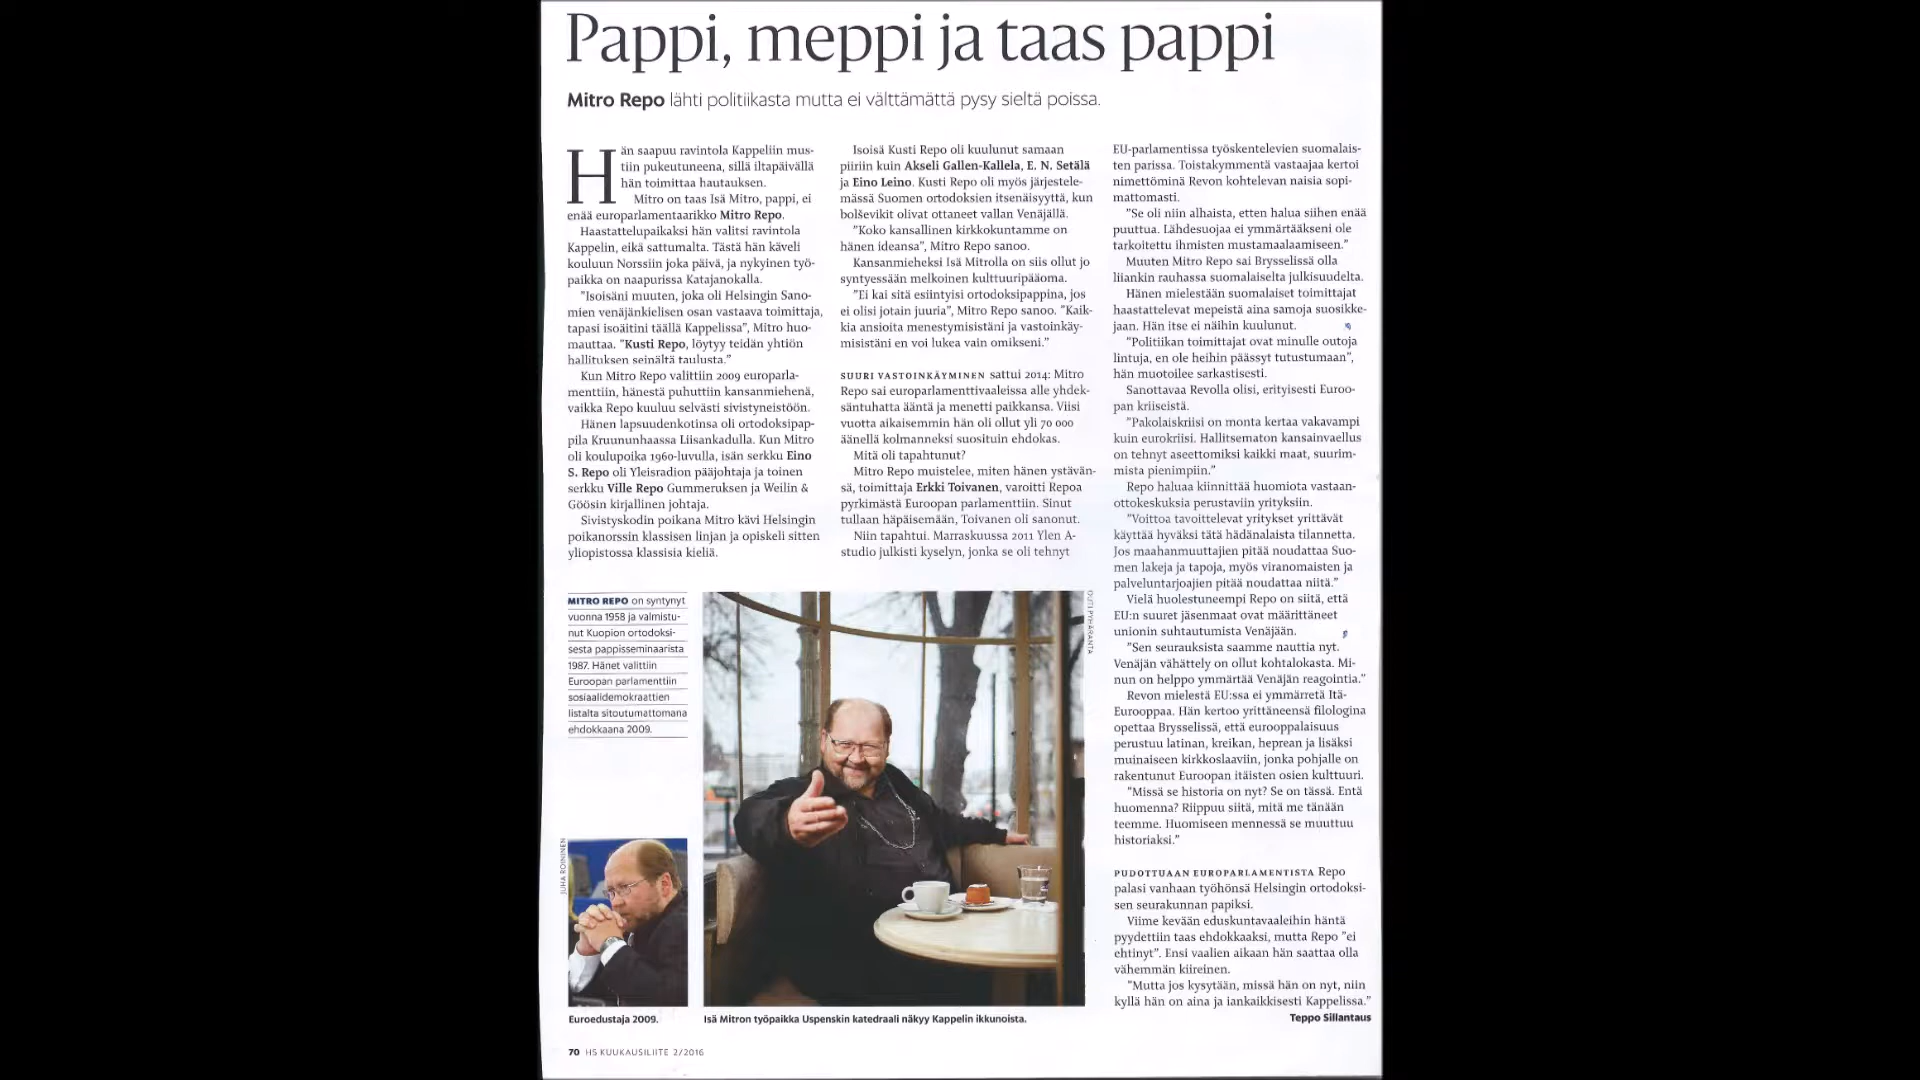 Pappi, meppi ja taas pappi
Mitro Repo lähti politiikasta mutta ei välttämättä pysy sieltä poissa.
Hän saapuu ravintola Kappeliin mus-
tiin pukeutuneena, sillä iltapäivällä
hän toimittaa hautauksen.
Mitro on taas Isä Mitro, pappi, ei
enää europarlamentaarikko Mitro Repo.
Haastattelupaikaksi hän valitsi ravintola
Kappelin, eikä sattumalta. Tästä hän käveli
kouluun Norssiin joka päivä, ja nykyinen työ-
paikka on naapurissa Katajanokalla.
"Isoisäni muuten, joka oli Helsingin Sano-
mien venäjänkielisen osan vastaava toimittaja,
tapasi isoäitini täällä Kappelissa", Mitro huo-
mauttaa. "Kusti Repo, löytyy teidän yhtiön
hallituksen seinältä taulusta."
Kun Mitro Repo valittiin 2009 europarla-
menttiin, hänestä puhuttiin kansanmiehenä,
vaikka Repo kuuluu selvästi sivistyneistöön.
Hänen lapsuudenkotinsa oli ortodoksipap-
pila Kruununhaassa Liisankadulla. Kun Mitro
oli koulupoika 1960-luvulla, isän serkku Eino
S. Repo oli Yleisradion pääjohtaja ja toinen
serkku Ville Repo Gummeruksen ja Weilin &
Göösin kirjallinen johtaja.
Sivistyskodin poikana Mitro kävi Helsingin
poikanorssin klassisen linjan ja opiskeli sitten
yliopistossa klassisia kieliä.
Isoisä Kusti Repo oli kuulunut samaan
piiriin kuin Akseli Gallen-Kallela, E. N. Setälä
ja Eino Leino. Kusti Repo oli myös järjestele-
mässä Suomen ortodoksien itsenäisyyttä, kun
bolševikit olivat ottaneet vallan Venäjällä.
"Koko kansallinen kirkkokuntamme on
hänen ideansa", Mitro Repo sanoo.
Kansanmieheksi Isä Mitrolla on siis ollut jo
syntyessään melkoinen kulttuuripääoma.
"Ei kai sitä esiintyisi ortodoksipappina, jos
ei olisi jotain juuria", Mitro Repo sanoo. "Kaik-
kia ansioita menestymisistäni ja vastoinkäy-
misistäni en voi lukea vain omikseni."
SUURI VASTOINKÄYMINEN sattui 2014: Mitro
Repo sai europarlamenttivaaleissa alle yhdek-
säntuhatta ääntä ja menetti paikkansa. Viisi
vuotta aikaisemmin hän oli ollut yli 70 000
äänellä kolmanneksi suosituin ehdokas.
Mitä oli tapahtunut?
Mitro Repo muistelee, miten hänen ystävän-
sä, toimittaja Erkki Toivanen, varoitti Repoa
pyrkimästä Euroopan parlamenttiin. Sinut
tullaan häpäisemään, Toivanen oli sanonut.
Niin tapahtui. Marraskuussa 2011 Ylen A-
studio julkisti kyselyn, jonka se oli tehnyt
EU-parlamentissa työskentelevien suomalais-
ten parissa. Toistakymmentä vastaajaa kertoi
nimettöminä Revon kohtelevan naisia sopi-
mattomasti.
"Se oli niin alhaista, etten halua siihen enää
puuttua. Lähdesuojaa ei ymmärtääkseni ole
tarkoitettu ihmisten mustamaalaamiseen."
Muuten Mitro Repo sai Brysselissä olla
liiankin rauhassa suomalaiselta julkisuudelta.
Hänen mielestään suomalaiset toimittajat
haastattelevat mepeistä aina samoja suosikke-
jaan. Hän itse ei näihin kuulunut.
"Politiikan toimittajat ovat minulle outoja
lintuja, en ole heihin päässyt tutustumaan",
hän muotoilee sarkastisesti.
Sanottavaa Revolla olisi, erityisesti Euroo-
pan kriiseistä.
"Pakolaiskriisi on monta kertaa vakavampi
kuin eurokriisi. Hallitsematon kansainvaellus
on tehnyt aseettomiksi kaikki maat, suurim-
mista pienimpiin."
Repo haluaa kiinnittää huomiota vastaan-
ottokeskuksia perustaviin yrityksiin.
"Voittoa tavoittelevat yritykset yrittävät
käyttää hyväksi tätä hädänalaista tilannetta.
Jos maahanmuuttajien pitää noudattaa Suo-
men lakeja ja tapoja, myös viranomaisten ja
palveluntarjoajien pitää noudattaa niitä."
Vielä huolestuneempi Repo on siitä, että
EU:n suuret jäsenmaat ovat määrittäneet
unionin suhtautumista Venäjään.
"Sen seurauksista saamme nauttia nyt.
Venäjän vähättely on ollut kohtalokasta. Mi-
nun on helppo ymmärtää Venäjän reagointia."
Revon mielestä EU:ssa ei ymmärretä Itä-
Eurooppaa. Hän kertoo yrittäneensä filologina
opettaa Brysselissä, että eurooppalaisuus
perustuu latinan, kreikan, heprean ja lisäksi
muinaiseen kirkkoslaaviin, jonka pohjalle on
rakentunut Euroopan itäisten osien kulttuuri.
"Missä se historia on nyt? Se on tässä. Entä
huomenna? Riippuu siitä, mitä me tänään
teemme. Huomiseen mennessä se muuttuu
historiaksi."
PUDOTTUAAN EUROPARLAMENTISTA Repo
palasi vanhaan työhönsä Helsingin ortodoksi-
sen seurakunnan papiksi.
Viime kevään eduskuntavaaleihin häntä
pyydettiin taas ehdokkaaksi, mutta Repo "ei
ehtinyt". Ensi vaalien aikaan hän saattaa olla
vähemmän kiireinen.
"Mutta jos kysytään, missä hän on nyt, niin
kyllä hän on aina ja iankaikkisesti Kappelissa."
Teppo Sillantaus
MITRO REPO on syntynyt
vuonna 1958 ja valmistu-
nut Kuopion ortodoksi-
sesta pappisseminaarista
1987. Hänet valittiin
Euroopan parlamenttiin
sosiaalidemokraattien
listalta sitoutumattomana
ehdokkaana 2009.
JUHA ROININEN
OUTI PYHÄRANTA
Euroedustaja 2009.
Isä Mitron työpaikka Uspenskin katedraali näkyy Kappelin ikkunoista.
70 HS KUUKAUSILIITE 2/2016